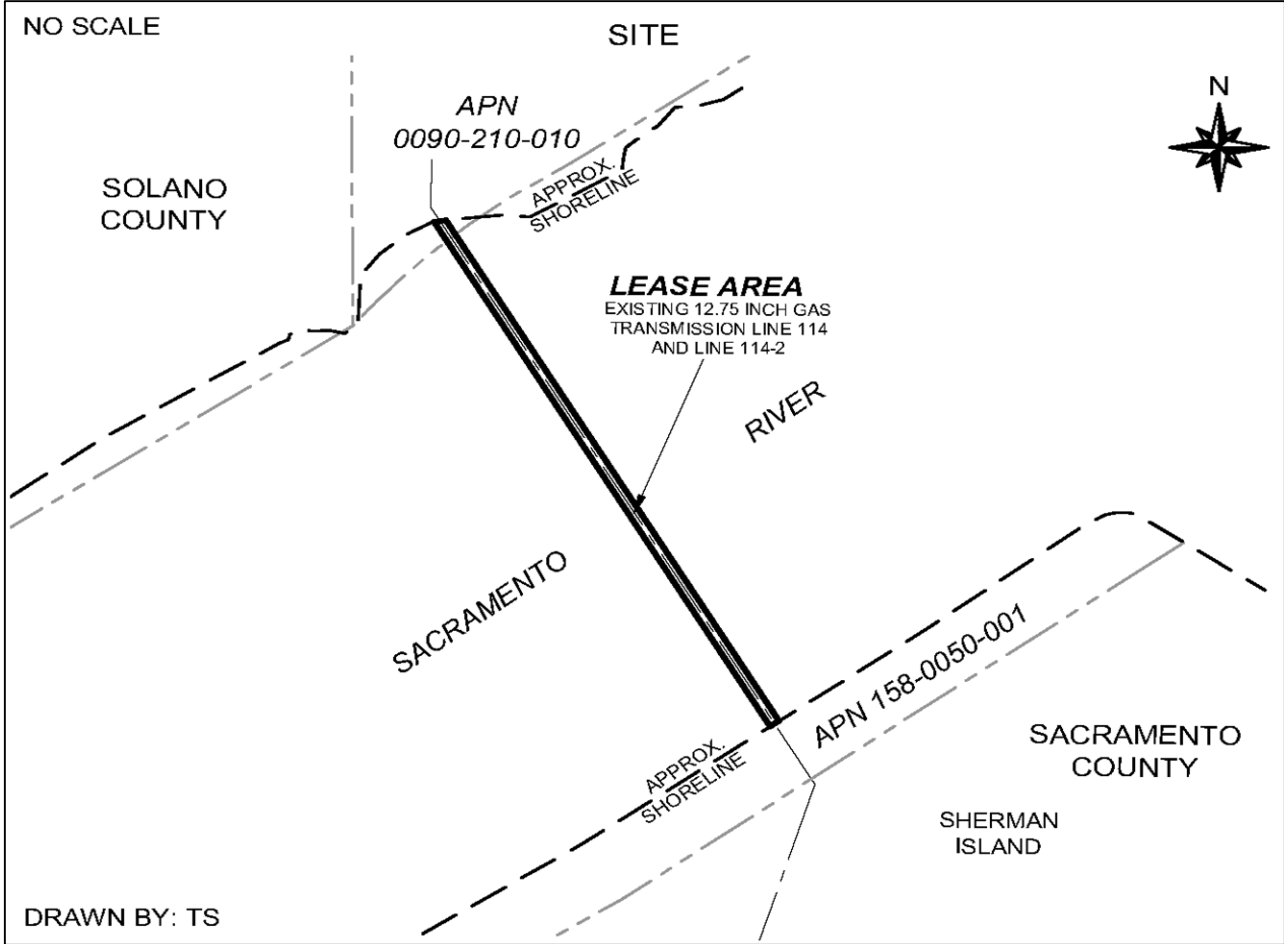 NO SCALE
SITE
N
APN
0090-210-010
SOLANO
COUNTY
APPROX.
SHORELINE
LEASE AREA
EXISTING 12.75 INCH GAS
TRANSMISSION LINE 114
AND LINE 114-2
RIVER
SACRAMENTO
APN 158-0050-001
APPROX.
SHORELINE
SACRAMENTO
COUNTY
SHERMAN
ISLAND
DRAWN BY: TS